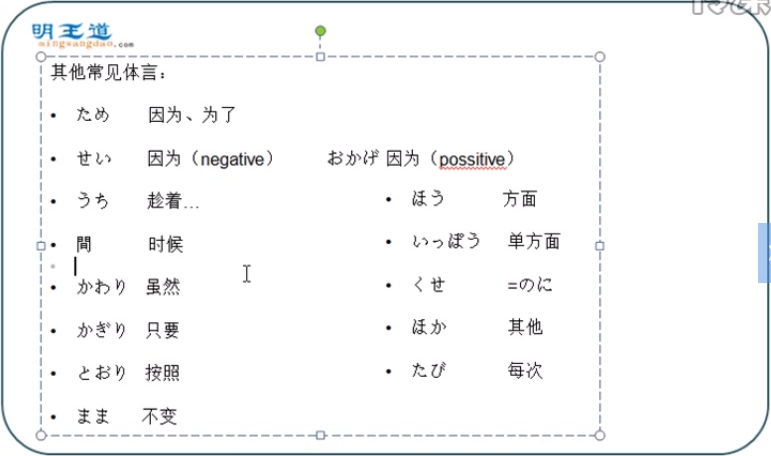 明王道
mingwangdao.com
其他常见体言：
• ため 因为、为了
• せい 因为（negative） おかげ 因为（possitive）
• うち 趁着…
• 間 时候
• かわり 虽然
• かぎり 只要
• とおり 按照
• まま 不变
• ほう 方面
• いっぽう 单方面
• くせ =のに
• ほか 其他
• たび 每次